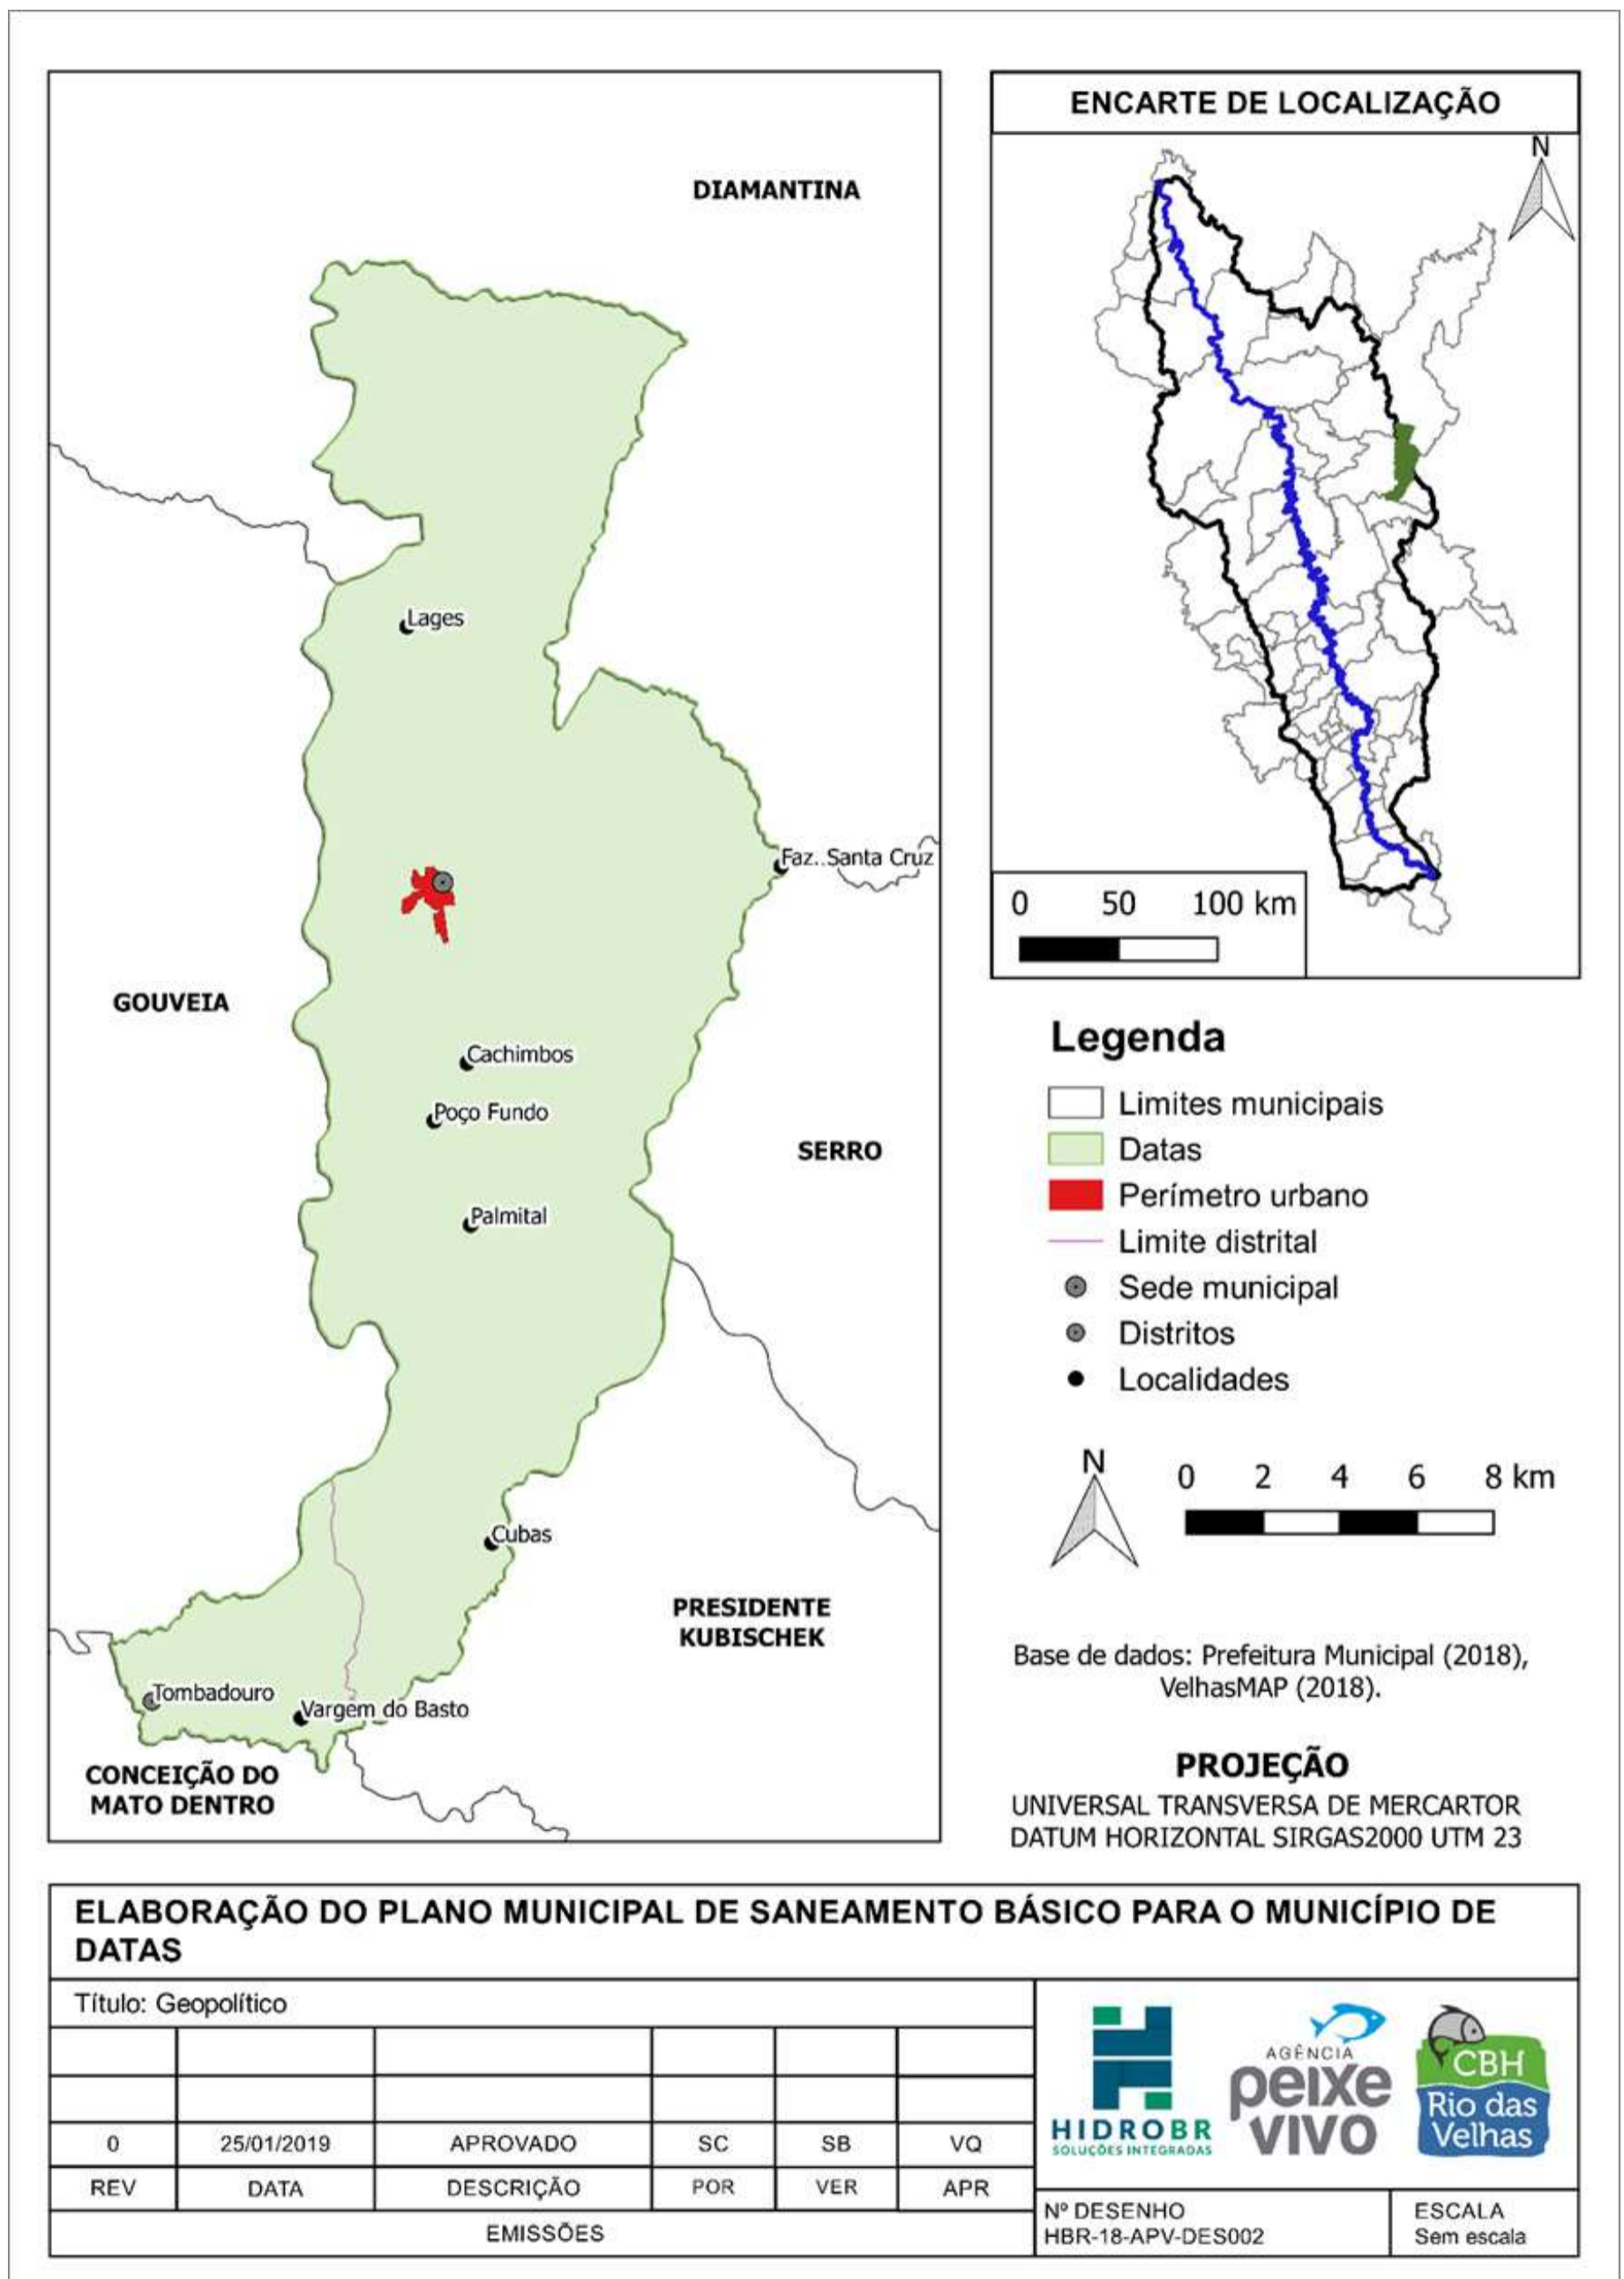 DIAMANTINA
Lages
Faz..Santa Cruz
GOUVEIA
Cachimbos
Poço Fundo
SERRO
Palmital
Cubas
PRESIDENTE
KUBISCHEK
Tombadouro
Vargem do Basto
CONCEIÇÃO DO
MATO DENTRO
ENCARTE DE LOCALIZAÇÃO
N
0 50 100 km
Legenda
Limites municipais
Datas
Perímetro urbano
Limite distrital
Sede municipal
Distritos
Localidades
N
0 2 4 6 8 km
Base de dados: Prefeitura Municipal (2018),
VelhasMAP (2018).
PROJEÇÃO
UNIVERSAL TRANSVERSA DE MERCARTOR
DATUM HORIZONTAL SIRGAS2000 UTM 23
ELABORAÇÃO DO PLANO MUNICIPAL DE SANEAMENTO BÁSICO PARA O MUNICÍPIO DE
DATAS
Título: Geopolítico
0 25/01/2019 APROVADO SC SB VQ
REV DATA DESCRIÇÃO POR VER APR
EMISSÕES
HIDROBR
SOLUÇÕES INTEGRADAS
AGÊNCIA
peixe
vivo
CBH
Rio das
Velhas
Nº DESENHO
HBR-18-APV-DES002
ESCALA
Sem escala